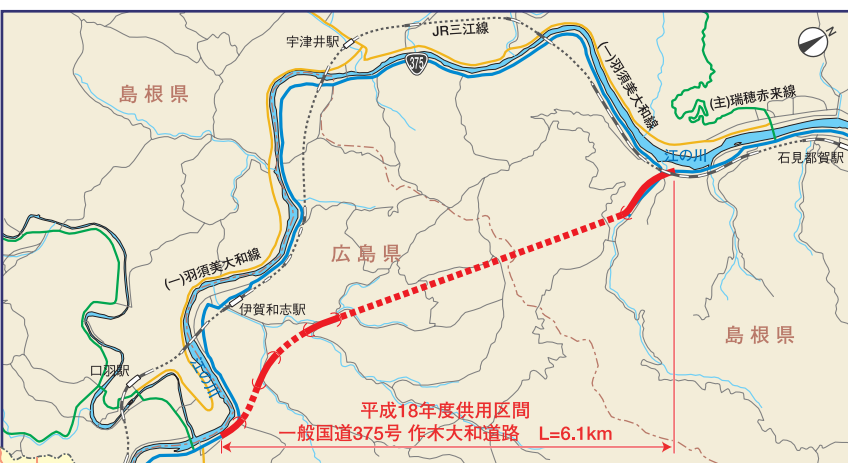 宇津井駅
JR三江線
375
(一)羽須美大和線
N
島根県
(主)瑞穂赤来線
江の川
石見都賀駅
広島県
(一)羽須美大和線
伊賀和志駅
島根県
口羽駅
江の川
平成18年度供用区間
一般国道375号 作木大和道路 L=6.1km